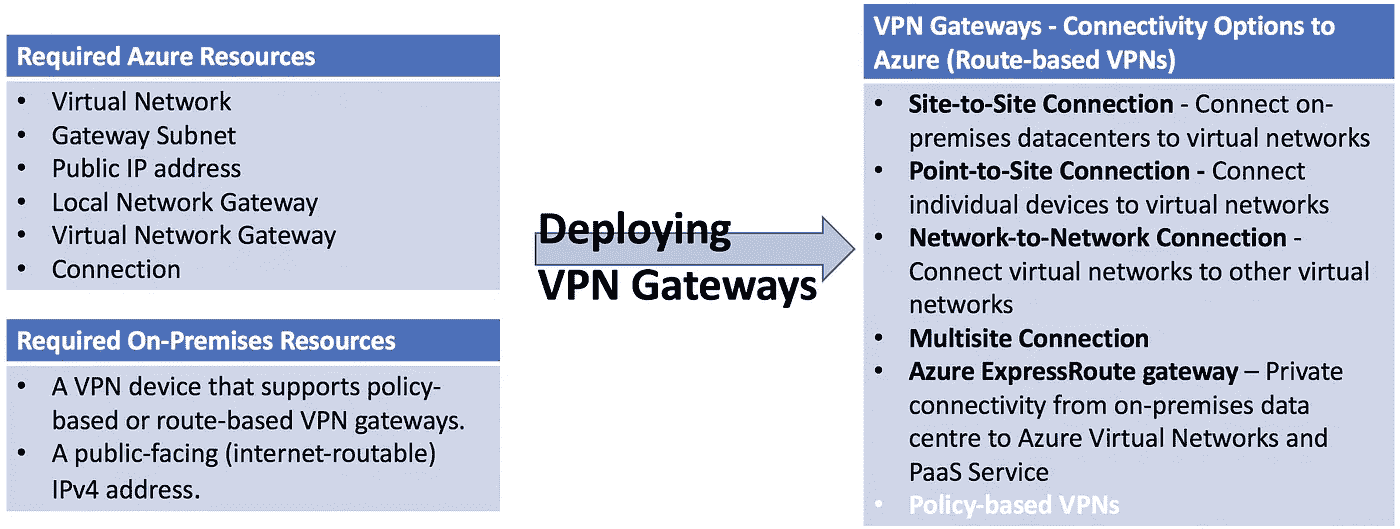 Required Azure Resources
• Virtual Network
• Gateway Subnet
• Public IP address
• Local Network Gateway
• Virtual Network Gateway
• Connection
Required On-Premises Resources
• A VPN device that supports policy-
based or route-based VPN gateways.
• A public-facing (internet-routable)
IPv4 address.
Deploying
VPN Gateways
VPN Gateways - Connectivity Options to
Azure (Route-based VPNs)
• Site-to-Site Connection - Connect on-
premises datacenters to virtual networks
• Point-to-Site Connection - Connect
individual devices to virtual networks
• Network-to-Network Connection -
Connect virtual networks to other virtual
networks
• Multisite Connection
• Azure ExpressRoute gateway – Private
connectivity from on-premises data
centre to Azure Virtual Networks and
PaaS Service
• Policy-based VPNs